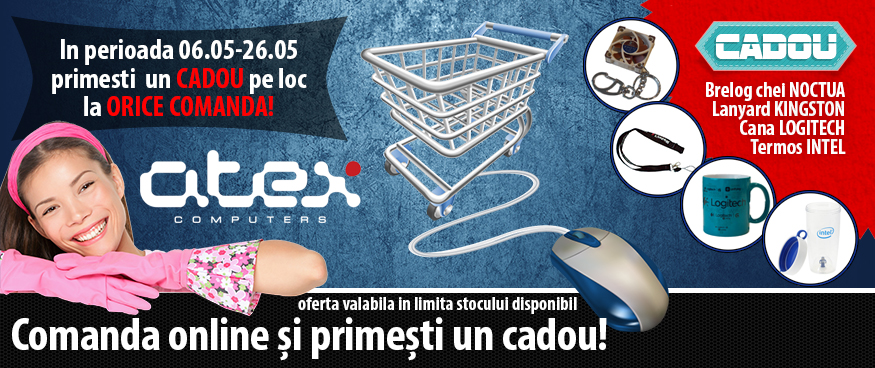 In perioada 06.05-26.05
primesti un CADOU pe loc
la ORICE COMANDA!
atex
COMPUTERS
CADOU
Brelog chei NOCTUA
Lanyard KINGSTON
Cana LOGITECH
Termos INTEL
Logitech
intel
oferta valabila in limita stocului disponibil
Comanda online și primești un cadou!